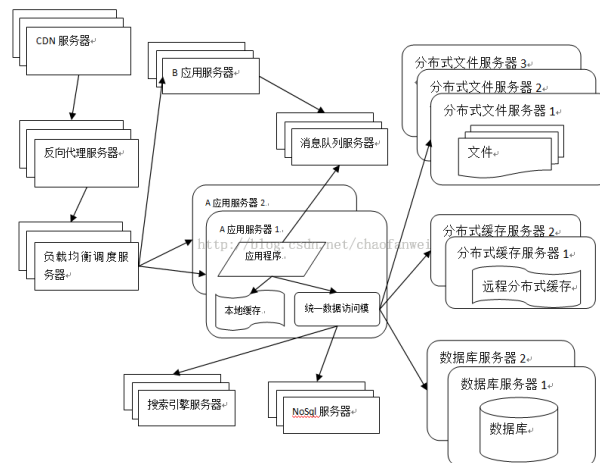 CDN 服务器
反向代理服务器
负载均衡调度服
务器
B 应用服务器
消息队列服务器
A 应用服务器 2
A 应用服务器 1
http://blog.csdn.net/chaofanwei
应用程序
本地缓存
统一数据访问模
搜索引擎服务器
NoSql 服务器
分布式文件服务器 3
分布式文件服务器 2
分布式文件服务器 1
文件
分布式缓存服务器 2
分布式缓存服务器 1
远程分布式缓存
数据库服务器 2
数据库服务器 1
数据库